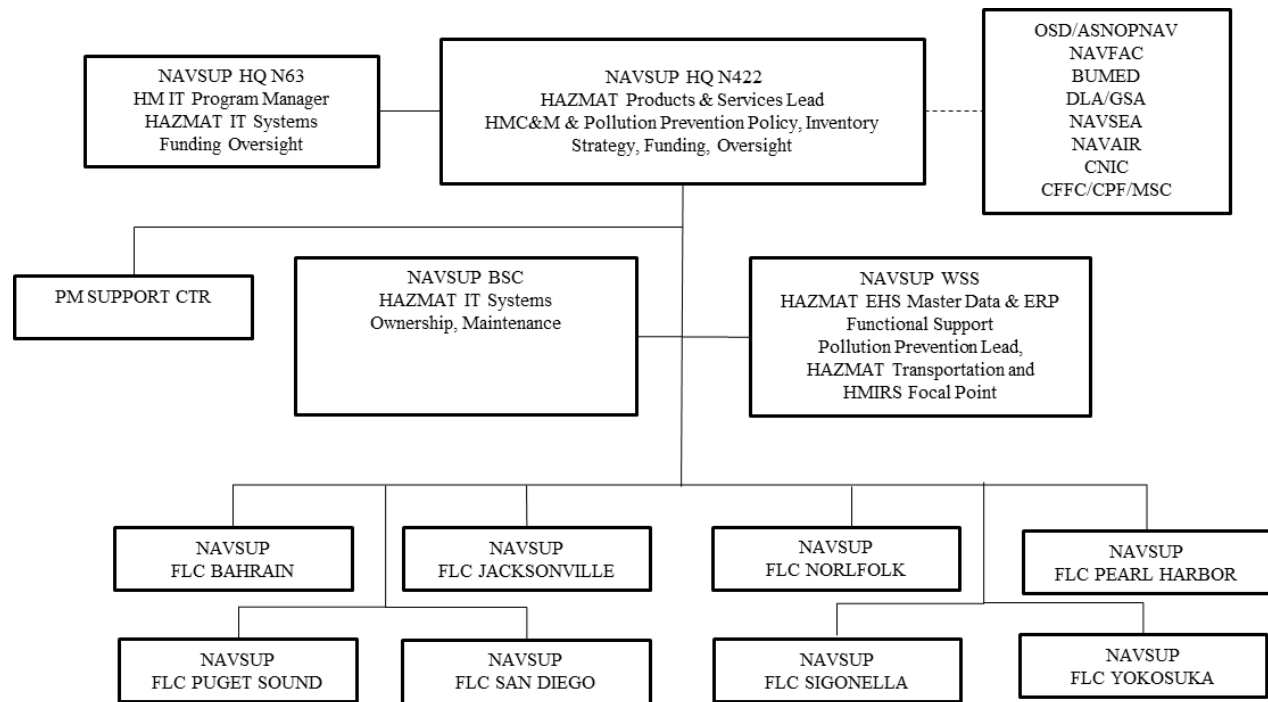 NAVSUP HQ N63
HM IT Program Manager
HAZMAT IT Systems
Funding Oversight
NAVSUP HQ N422
HAZMAT Products & Services Lead
HMC&M & Pollution Prevention Policy, Inventory
Strategy, Funding, Oversight
OSD/ASNOPNAV
NAVFAC
BUMED
DLA/GSA
NAVSEA
NAVAIR
CNIC
CFFC/CPF/MSC
PM SUPPORT CTR
NAVSUP BSC
HAZMAT IT Systems
Ownership, Maintenance
NAVSUP WSS
HAZMAT EHS Master Data & ERP
Functional Support
Pollution Prevention Lead,
HAZMAT Transportation and
HMIRS Focal Point
NAVSUP
FLC BAHRAIN
NAVSUP
FLC JACKSONVILLE
NAVSUP
FLC NORLFOLK
NAVSUP
FLC PEARL HARBOR
NAVSUP
FLC PUGET SOUND
NAVSUP
FLC SAN DIEGO
NAVSUP
FLC SIGONELLA
NAVSUP
FLC YOKOSUKA